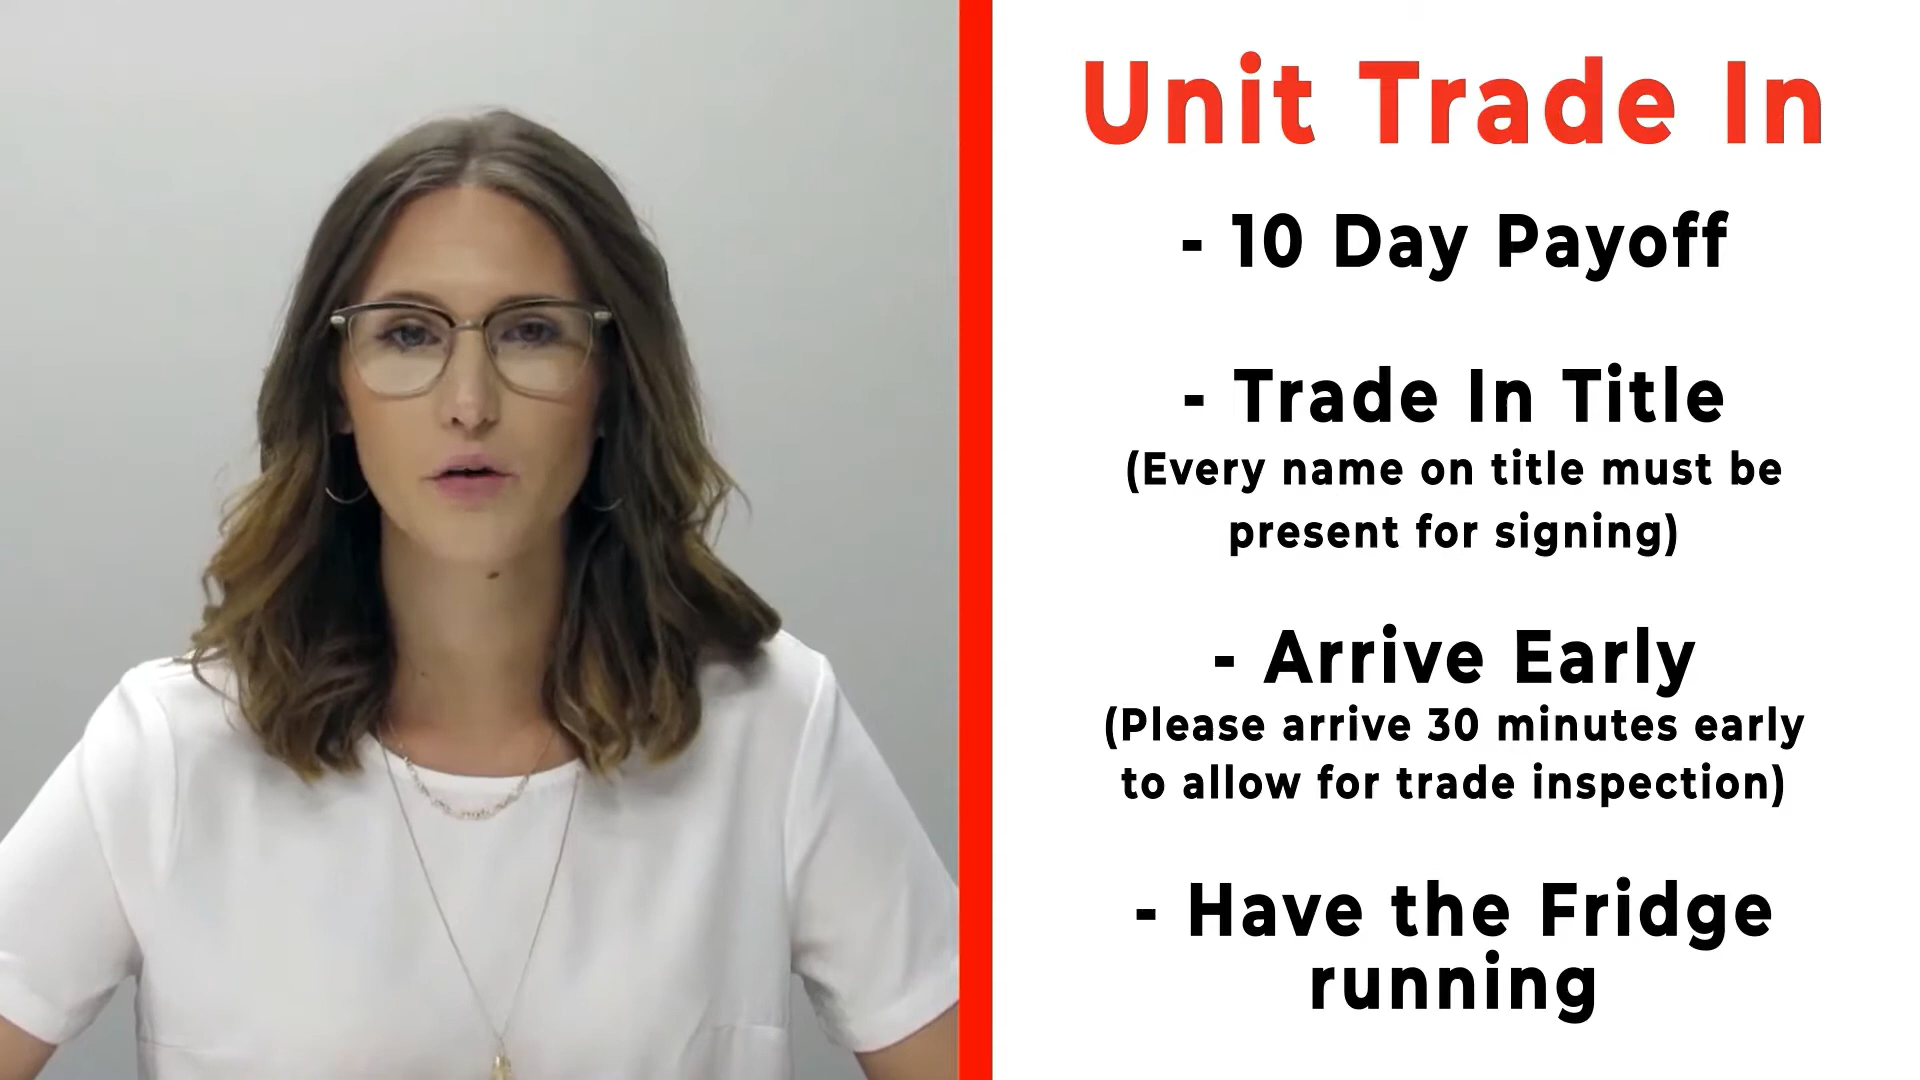 Unit Trade In
- 10 Day Payoff
- Trade In Title
(Every name on title must be
present for signing)
- Arrive Early
(Please arrive 30 minutes early
to allow for trade inspection)
- Have the Fridge
running